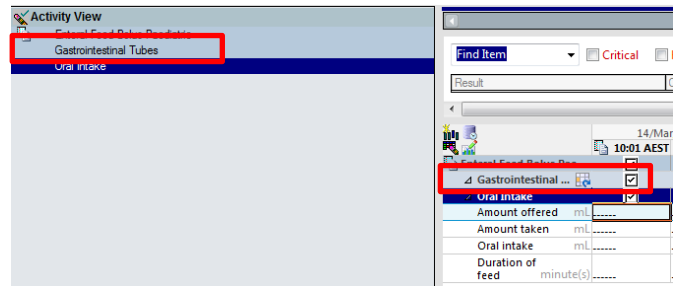 Activity View
Enteral Feed Bolus Paediatric
Gastrointestinal Tubes
Oral Intake
Find Item
Critical
Result
14/Mar
10:01 AEST
Enteral Feed Bolus Pae...
Gastrointestinal ...
Oral Intake
Amount offered mL
Amount taken mL
Oral intake mL
Duration of
feed minute(s)